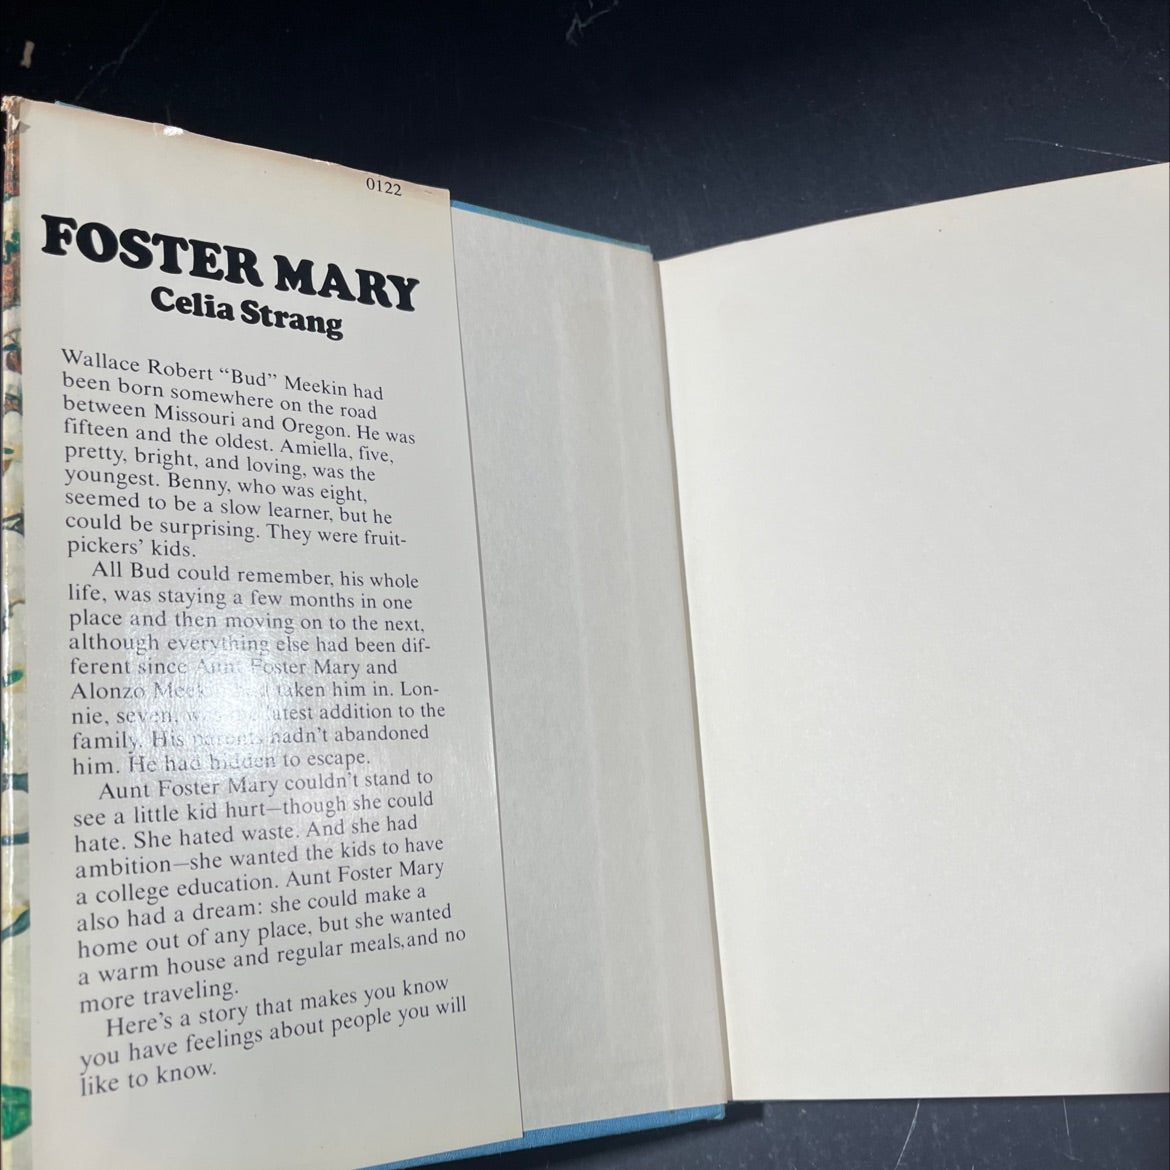 0122
FOSTER MARY
Celia Strang
Wallace Robert “Bud” Meekin had
been born somewhere on the road
between Missouri and Oregon. He was
fifteen and the oldest. Amiella, five,
pretty, bright, and loving, was the
youngest. Benny, who was eight,
seemed to be a slow learner, but he
could be surprising. They were fruit-
pickers’ kids.
All Bud could remember, his whole
life, was staying a few months in one
place and then moving on to the next,
although everything else had been dif-
ferent since Aunt Foster Mary and
Alonzo Meekin had taken him in. Lon-
nie, seven, was the latest addition to the
family. His parents hadn’t abandoned
him. He had hidden to escape.
Aunt Foster Mary couldn’t stand to
see a little kid hurt—though she could
hate. She hated waste. And she had
ambition—she wanted the kids to have
a college education. Aunt Foster Mary
also had a dream: she could make a
home out of any place, but she wanted
a warm house and regular meals, and no
more traveling.
Here’s a story that makes you know
you have feelings about people you will
like to know.